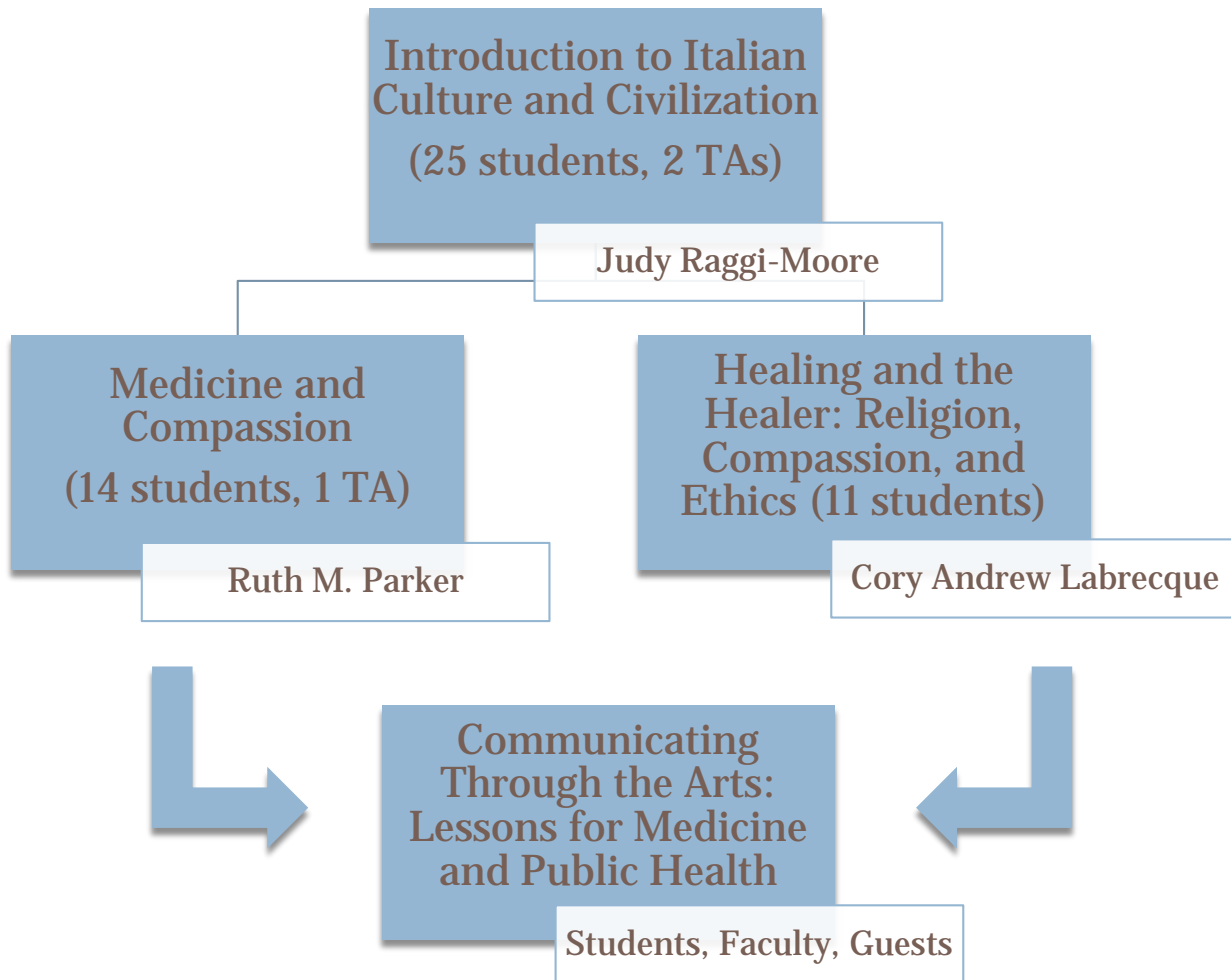 Introduction to Italian
Culture and Civilization
(25 students, 2 TAs)
Judy Raggi-Moore
Medicine and
Compassion
(14 students, 1 TA)
Ruth M. Parker
Healing and the
Healer: Religion,
Compassion, and
Ethics (11 students)
Cory Andrew Labrecque
Communicating
Through the Arts:
Lessons for Medicine
and Public Health
Students, Faculty, Guests